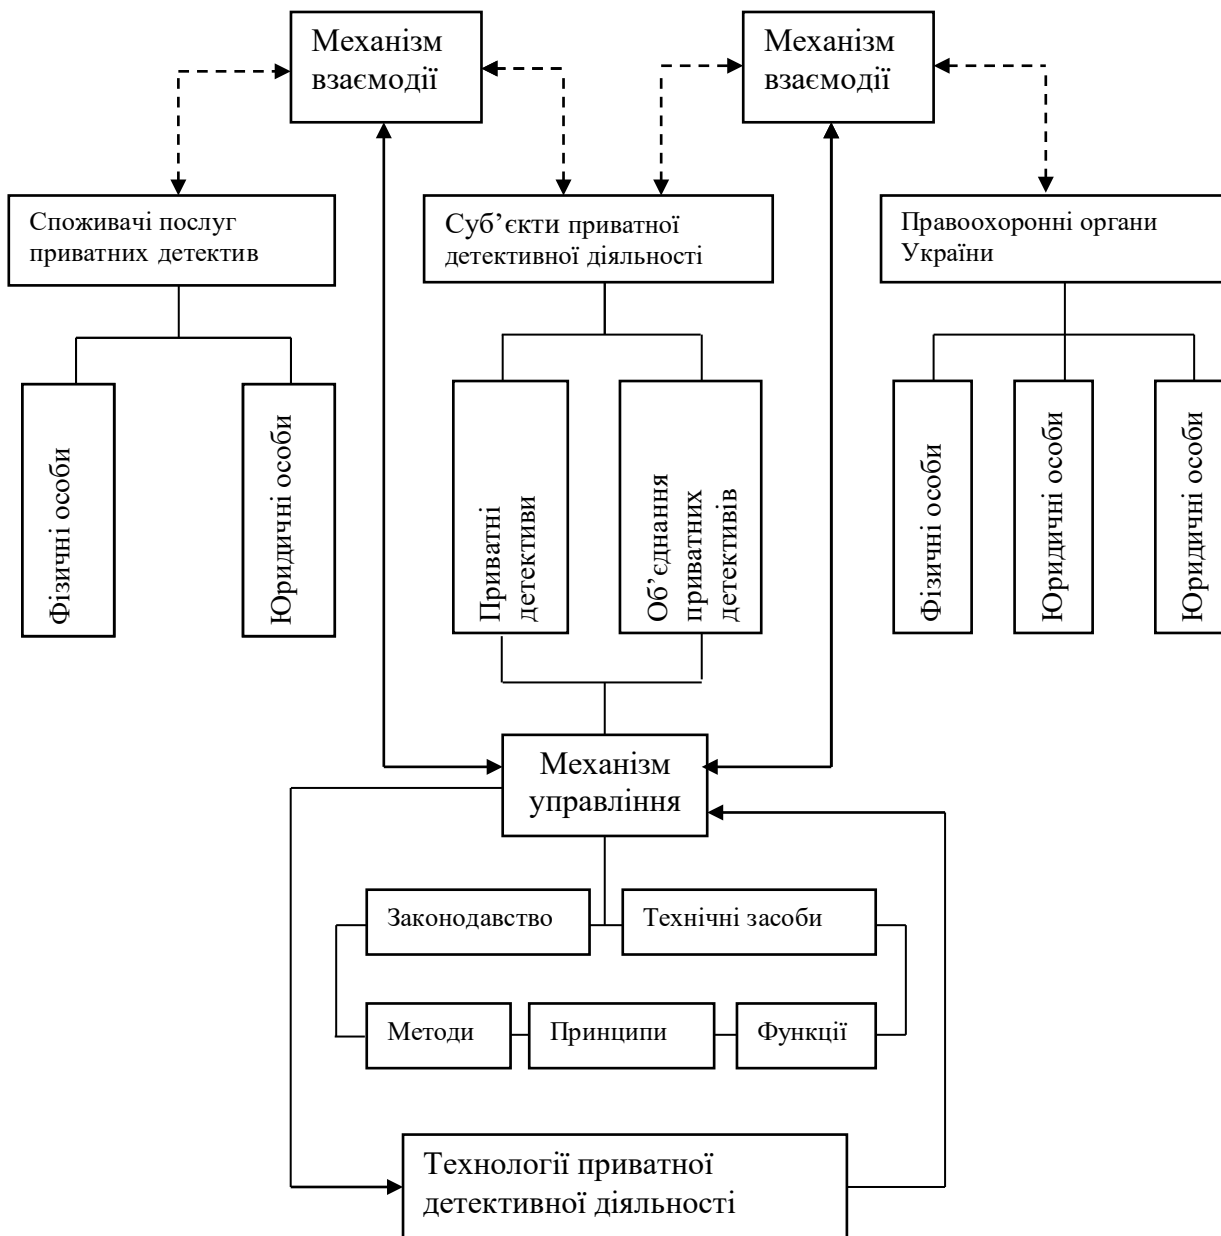 Механізм
взаємодії
Механізм
взаємодії
Споживачі послуг
приватних детектив
Суб’єкти приватної
детективної діяльності
Правоохоронні органи
України
Фізичні особи
Юридичні особи
Приватні
детективи
Об’єднання
приватних
детективів
Фізичні особи
Юридичні особи
Юридичні особи
Механізм
управління
Законодавство
Технічні засоби
Методи
Принципи
Функції
Технології приватної
детективної діяльності